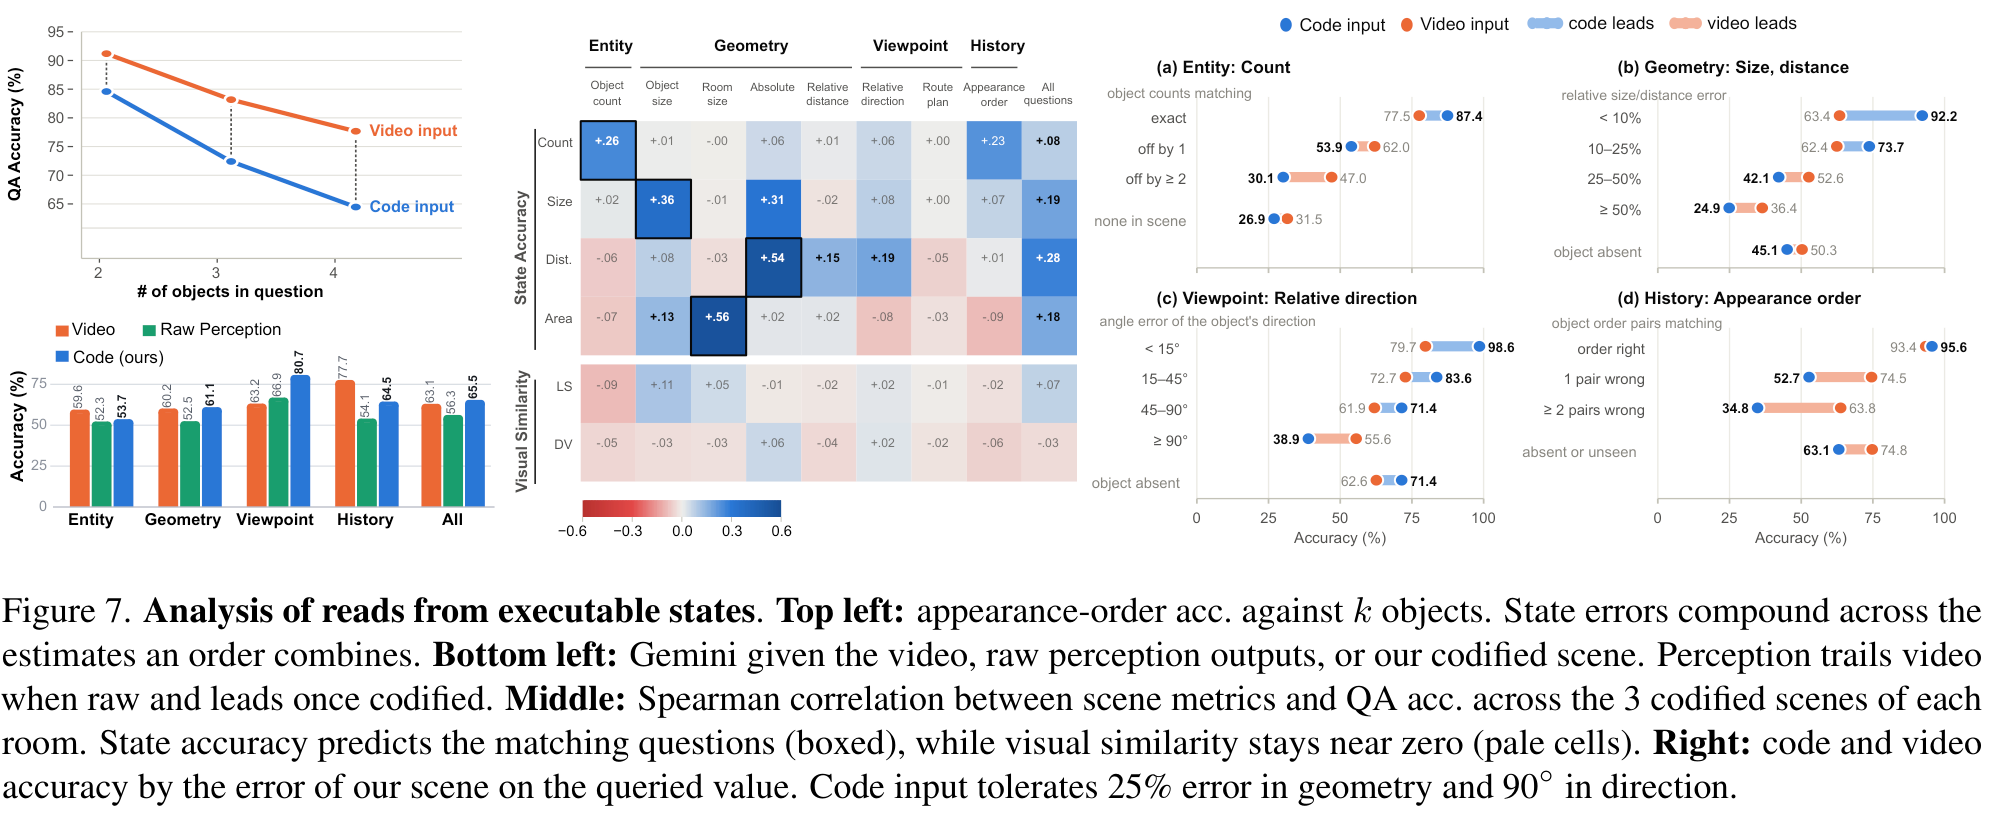 95
90
85
80
75
70
65
QA Accuracy (%)
Video input
Code input
2 3 4
# of objects in question
Video Raw Perception
Code (ours)
Accuracy (%)
75
50
25
0
59.6 52.3 53.7
60.2 52.5 61.1
63.2 66.9 80.7
77.7 54.1 64.5
63.1 56.3 65.5
Entity Geometry Viewpoint History All
Entity Geometry Viewpoint History
Object count
Object size
Room size
Absolute
Relative distance
Relative direction
Route plan
Appearance order
All questions
State Accuracy
Count +.26 +.01 -.00 +.06 +.01 +.06 +.00 +.23 +.08
Size +.02 +.36 -.01 +.31 -.02 +.08 +.00 +.07 +.19
Dist. -.06 +.08 -.03 +.54 +.15 +.19 -.05 +.01 +.28
Area -.07 +.13 +.56 +.02 +.02 -.08 -.03 -.09 +.18
Visual Similarity
LS -.09 +.11 +.05 -.01 -.02 +.02 -.01 -.02 +.07
DV -.05 -.03 -.03 +.06 -.04 +.02 -.02 -.06 -.03
−0.6 −0.3 0.0 0.3 0.6
Code input Video input code leads video leads
(a) Entity: Count
object counts matching
exact 77.5 87.4
off by 1 53.9 62.0
off by ≥ 2 30.1 47.0
none in scene 26.9 31.5
(b) Geometry: Size, distance
relative size/distance error
< 10% 63.4 92.2
10–25% 62.4 73.7
25–50% 42.1 52.6
≥ 50% 24.9 36.4
object absent 45.1 50.3
(c) Viewpoint: Relative direction
angle error of the object's direction
< 15° 79.7 98.6
15–45° 72.7 83.6
45–90° 61.9 71.4
≥ 90° 38.9 55.6
object absent 62.6 71.4
0 25 50 75 100
Accuracy (%)
(d) History: Appearance order
object order pairs matching
order right 93.4 95.6
1 pair wrong 52.7 74.5
≥ 2 pairs wrong 34.8 63.8
absent or unseen 63.1 74.8
0 25 50 75 100
Accuracy (%)
Figure 7. Analysis of reads from executable states. Top left: appearance-order acc. against k objects. State errors compound across the
estimates an order combines. Bottom left: Gemini given the video, raw perception outputs, or our codified scene. Perception trails video
when raw and leads once codified. Middle: Spearman correlation between scene metrics and QA acc. across the 3 codified scenes of each
room. State accuracy predicts the matching questions (boxed), while visual similarity stays near zero (pale cells). Right: code and video
accuracy by the error of our scene on the queried value. Code input tolerates 25% error in geometry and 90° in direction.